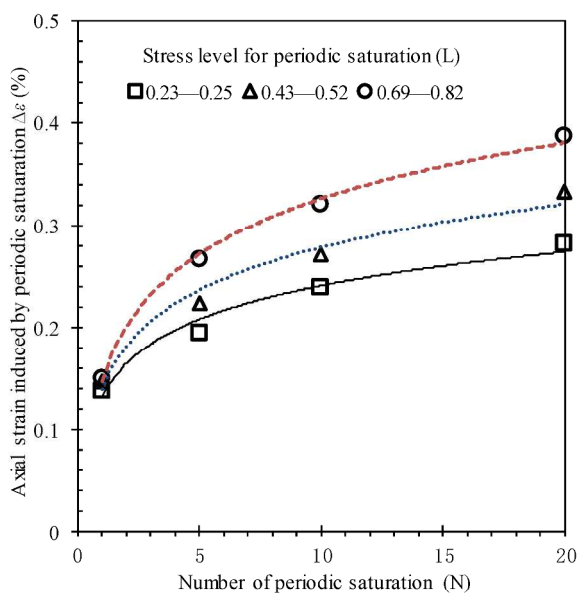 0.5
Stress level for periodic saturation (L)
0.23—0.25 0.43—0.52 0.69—0.82
0.4
0.3
0.2
0.1
0
Axial strain induced by periodic satuaration Δε (%)
0 5 10 15 20
Number of periodic saturation (N)